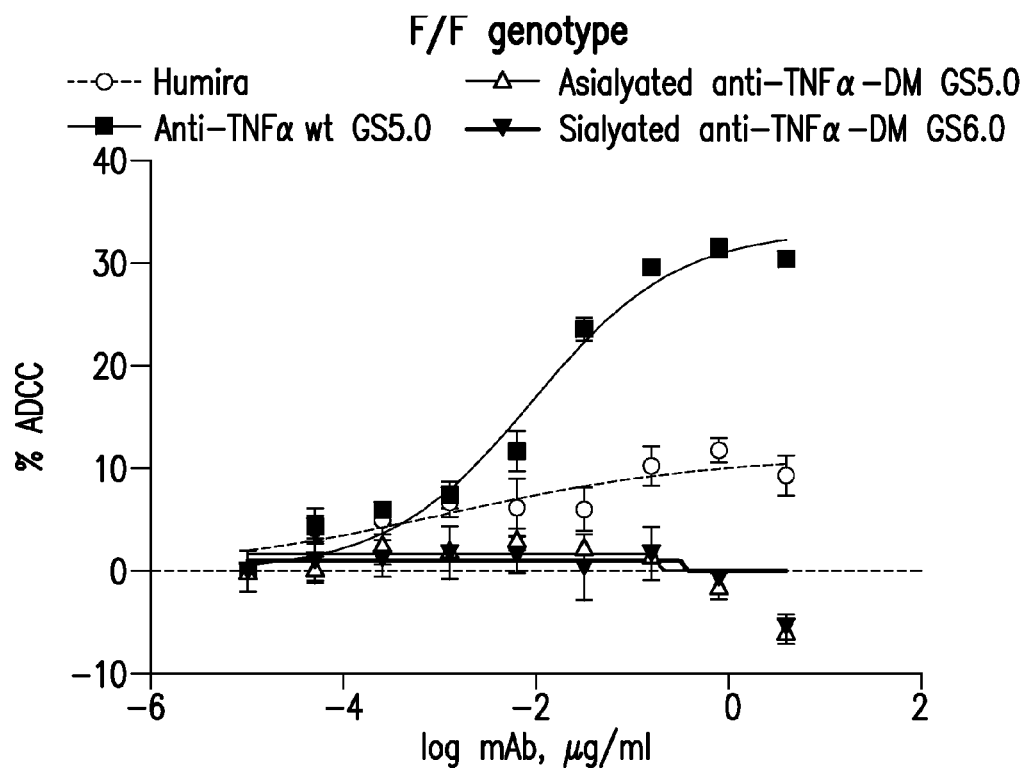 F/F genotype
Humira
Asialyated anti-TNFα-DM GS5.0
Anti-TNFα wt GS5.0
Sialyated anti-TNFα-DM GS6.0
40
30
20
10
0
-10
% ADCC
-6 -4 -2 0 2
log mAb, μg/ml